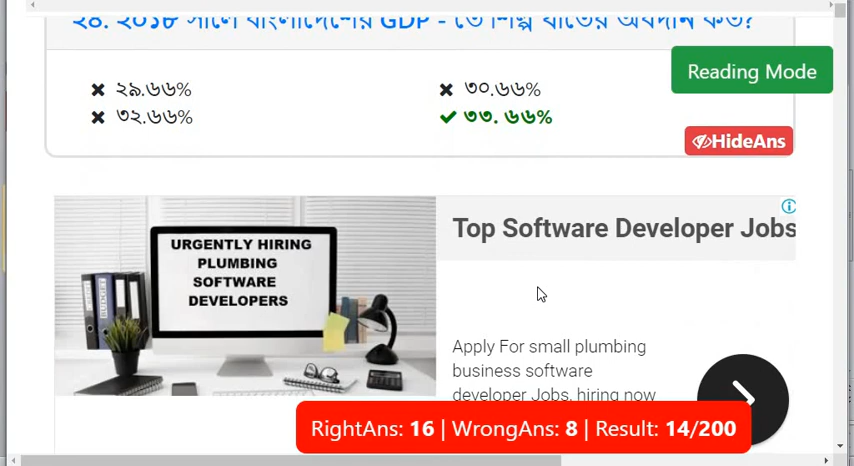 ২৪. ২০১৮ সালে বাংলাদেশের GDP - তে শিল্প খাতের অবদান কত?
Reading Mode
২৯.৬৬%
৩০.৬৬%
৩২.৬৬%
৩৩. ৬৬%
HideAns
URGENTLY HIRING
PLUMBING
SOFTWARE
DEVELOPERS
Top Software Developer Jobs
Apply For small plumbing
business software
developer Jobs, hiring now
RightAns: 16 | WrongAns: 8 | Result: 14/200